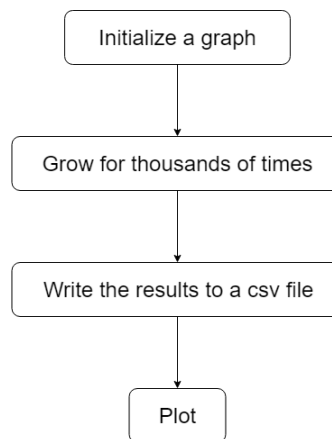 Initialize a graph
Grow for thousands of times
Write the results to a csv file
Plot